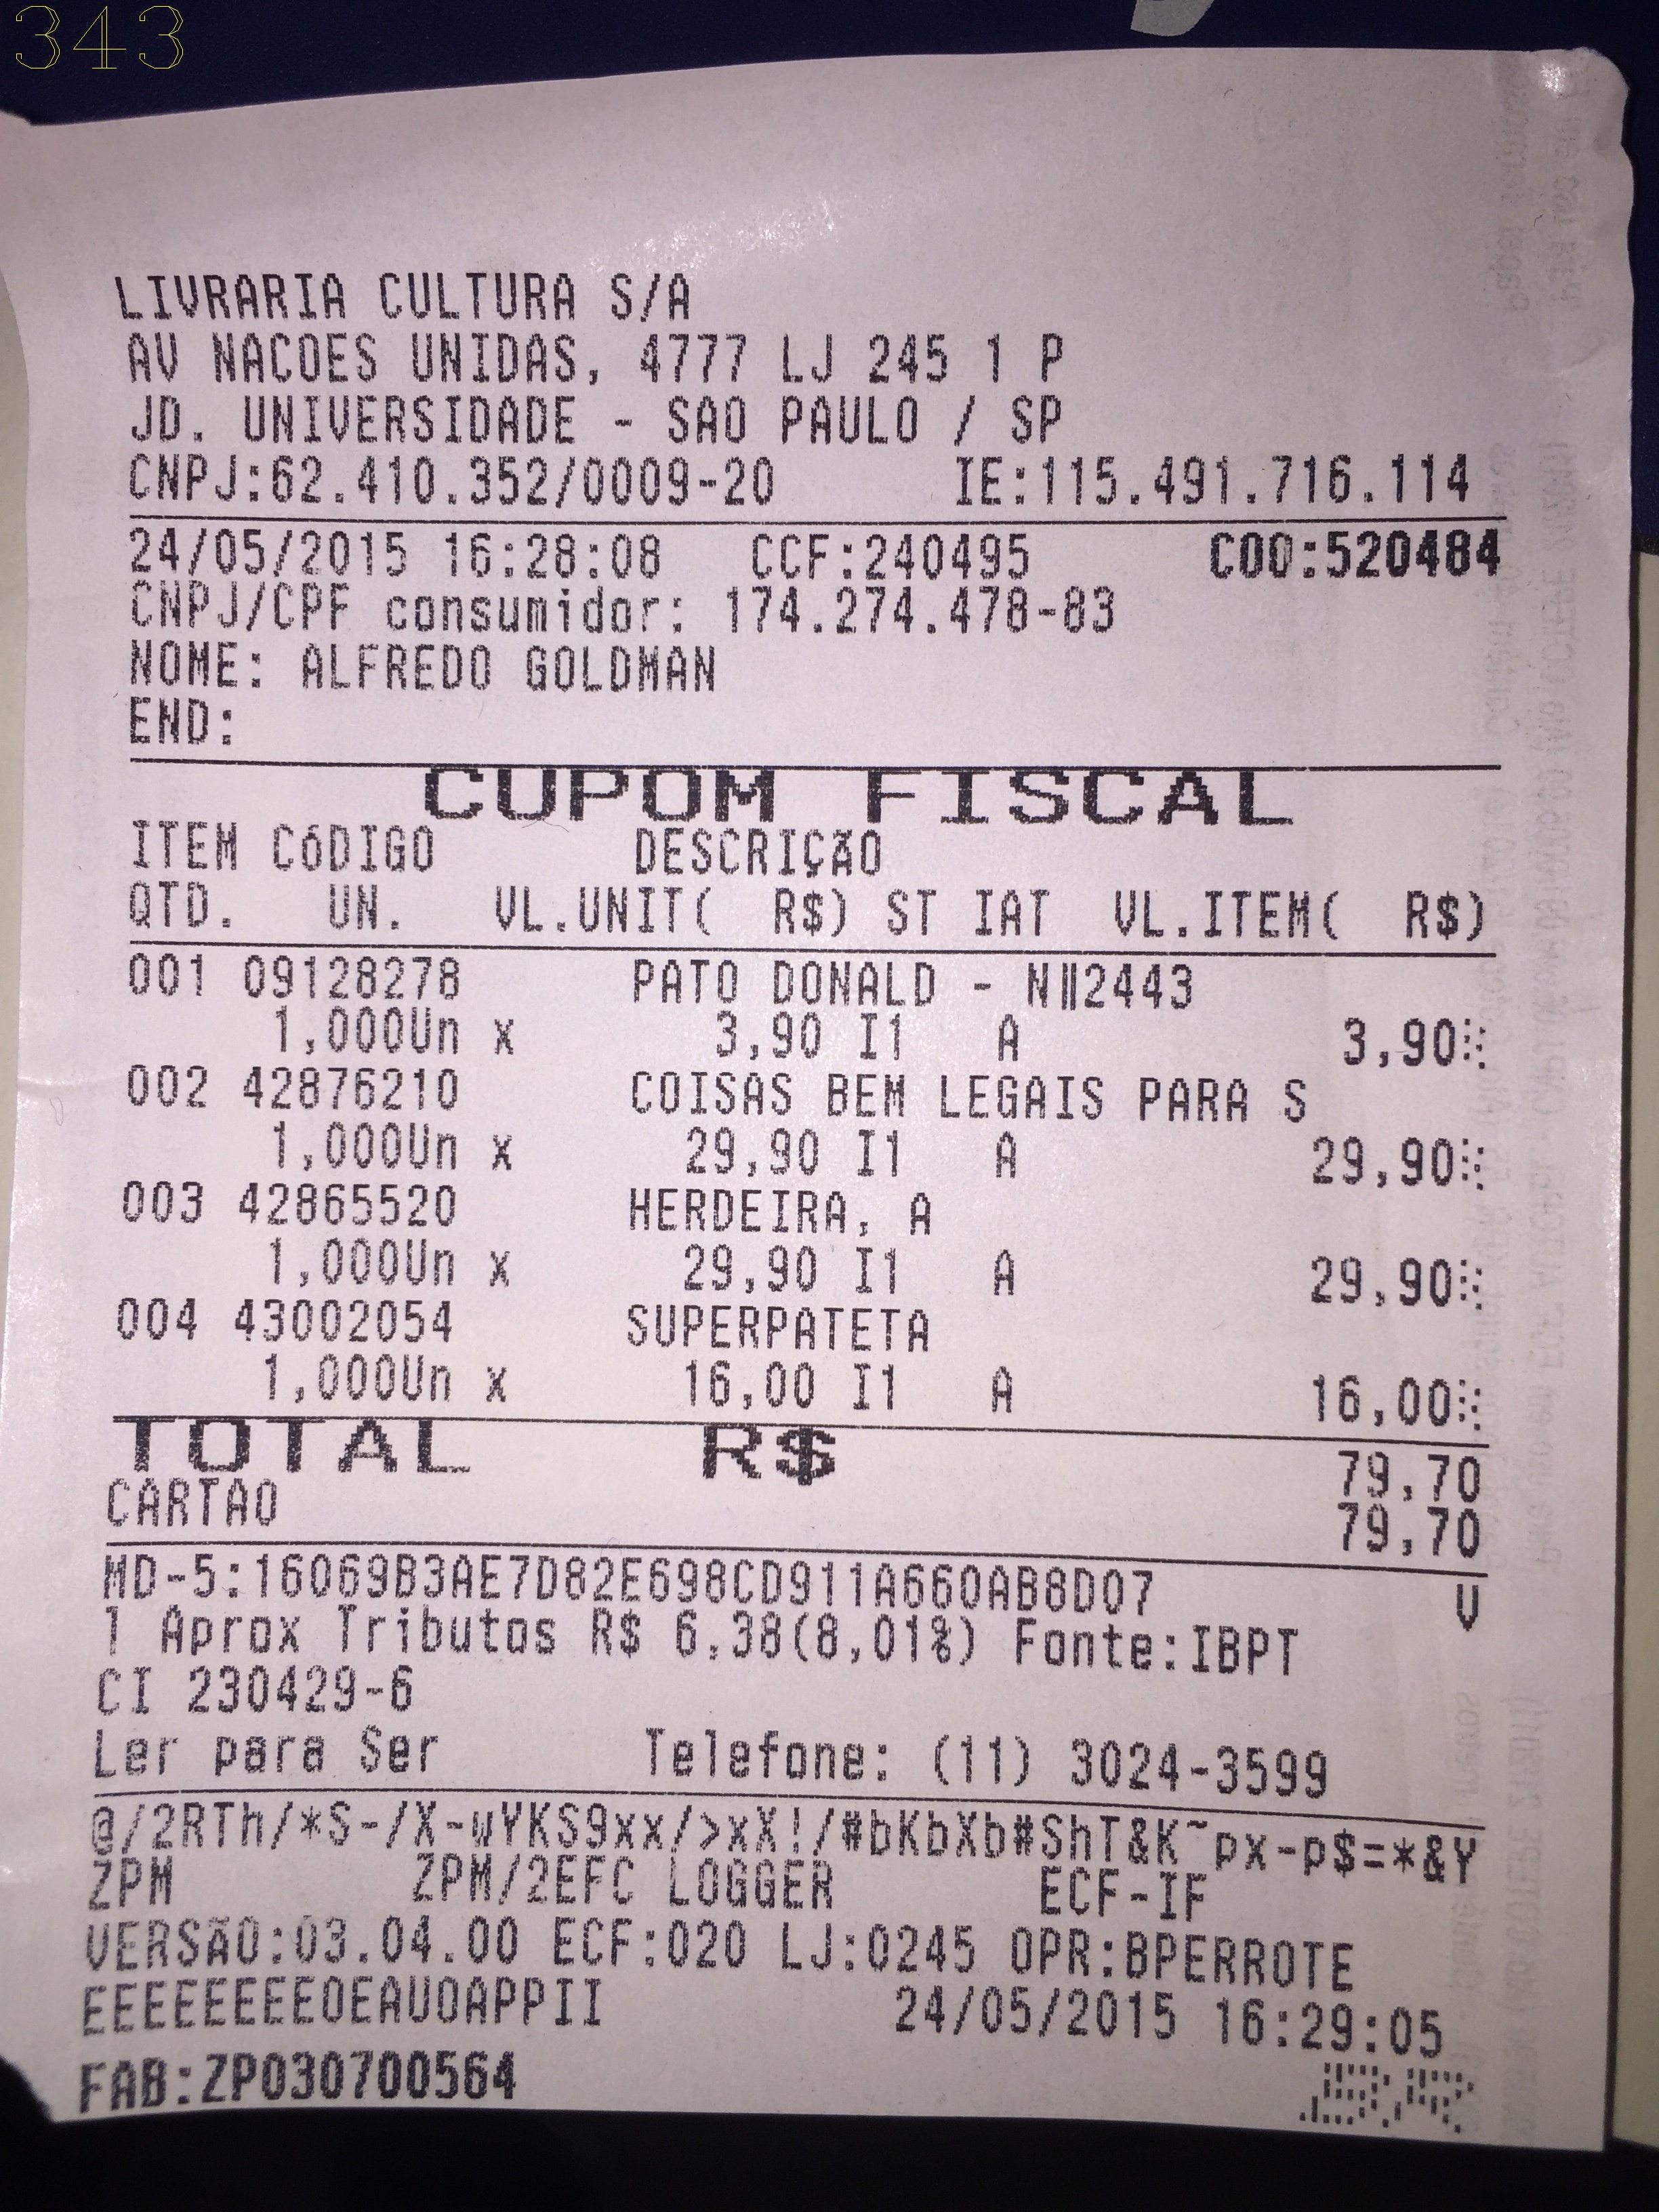 343
LIVRARIA CULTURA S/A
AV NACOES UNIDAS, 4777 LJ 245 1 P
JD. UNIVERSIDADE - SAO PAULO / SP
CNPJ:62.410.352/0009-20 IE:115.491.716.114
24/05/2015 16:28:08 CCF:240495 COO:520484
CNPJ/CPF consumidor: 174.274.478-83
NOME: ALFREDO GOLDMAN
END:
CUPOM FISCAL
ITEM CóDIGO DESCRIÇÃO
QTD. UN. VL.UNIT( R$) ST IAT VL.ITEM( R$)
001 09128278 PATO DONALD - N‖2443
1,000Un x 3,90 I1 A 3,90
002 42876210 COISAS BEM LEGAIS PARA S
1,000Un x 29,90 I1 A 29,90
003 42865520 HERDEIRA, A
1,000Un x 29,90 I1 A 29,90
004 43002054 SUPERPATETA
1,000Un x 16,00 I1 A 16,00
TOTAL R$ 79,70
CARTAO 79,70
MD-5:16069B3AE7D82E698CD911A660AB8D07 V
1 Aprox Tributos R$ 6,38(8,01%) Fonte:IBPT
CI 230429-6
Ler para Ser Telefone: (11) 3024-3599
@/2RTh/*S-/X-wYKS9xx/>xX!/#bKbXb#ShT&K~px-p$=*&Y
ZPM ZPM/2EFC LOGGER ECF-IF
VERSÃO:03.04.00 ECF:020 LJ:0245 OPR:BPERROTE
EEEEEEEEOEAUOAPPII 24/05/2015 16:29:05
FAB:ZP030700564 BR